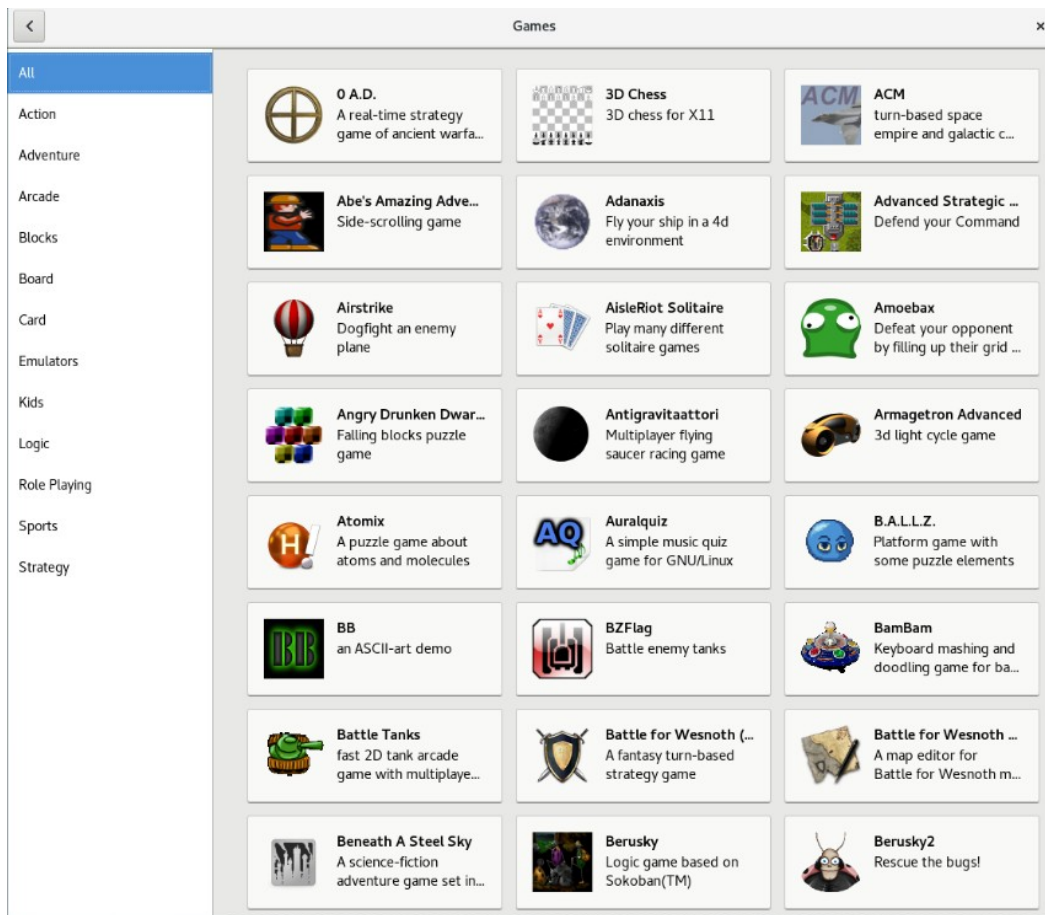 Games
All
Action
Adventure
Arcade
Blocks
Board
Card
Emulators
Kids
Logic
Role Playing
Sports
Strategy
0 A.D.
A real-time strategy
game of ancient warfa...
3D Chess
3D chess for X11
ACM
ACM
turn-based space
empire and galactic c...
Abe's Amazing Adve...
Side-scrolling game
Adanaxis
Fly your ship in a 4d
environment
Advanced Strategic ...
Defend your Command
Airstrike
Dogfight an enemy
plane
AisleRiot Solitaire
Play many different
solitaire games
Amoebax
Defeat your opponent
by filling up their grid ...
Angry Drunken Dwar...
Falling blocks puzzle
game
Antigravitaattori
Multiplayer flying
saucer racing game
Armagetron Advanced
3d light cycle game
H
Atomix
A puzzle game about
atoms and molecules
AQ
Auralquiz
A simple music quiz
game for GNU/Linux
B.A.L.L.Z.
Platform game with
some puzzle elements
BB
BB
an ASCII-art demo
BZFlag
Battle enemy tanks
BamBam
Keyboard mashing and
doodling game for ba...
Battle Tanks
fast 2D tank arcade
game with multiplaye...
Battle for Wesnoth (...
A fantasy turn-based
strategy game
Battle for Wesnoth ...
A map editor for
Battle for Wesnoth m...
Beneath A Steel Sky
A science-fiction
adventure game set in...
Berusky
Logic game based on
Sokoban(TM)
Berusky2
Rescue the bugs!